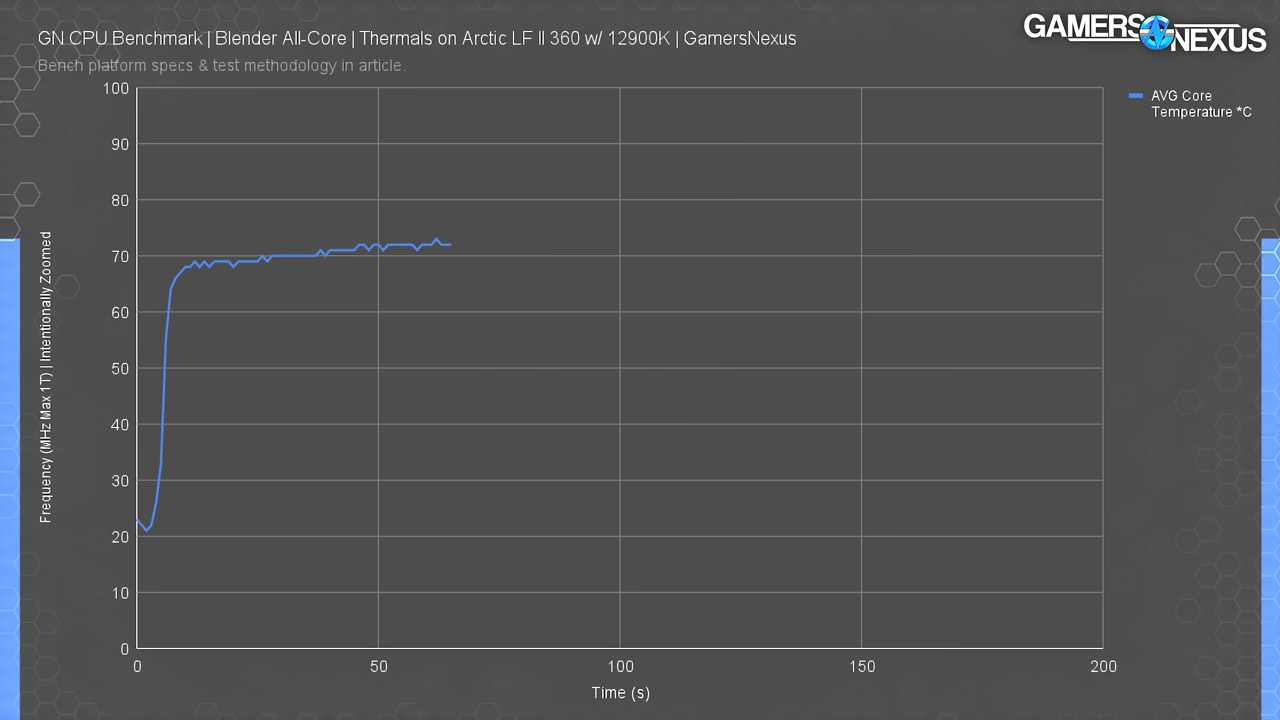 GN CPU Benchmark | Blender All-Core | Thermals on Arctic LF II 360 w/ 12900K | GamersNexus
Bench platform specs & test methodology in article.
GAMERS NEXUS
AVG Core
Temperature *C
Frequency (MHz Max 1T) | Intentionally Zoomed
100
90
80
70
60
50
40
30
20
10
0
0 50 100 150 200
Time (s)